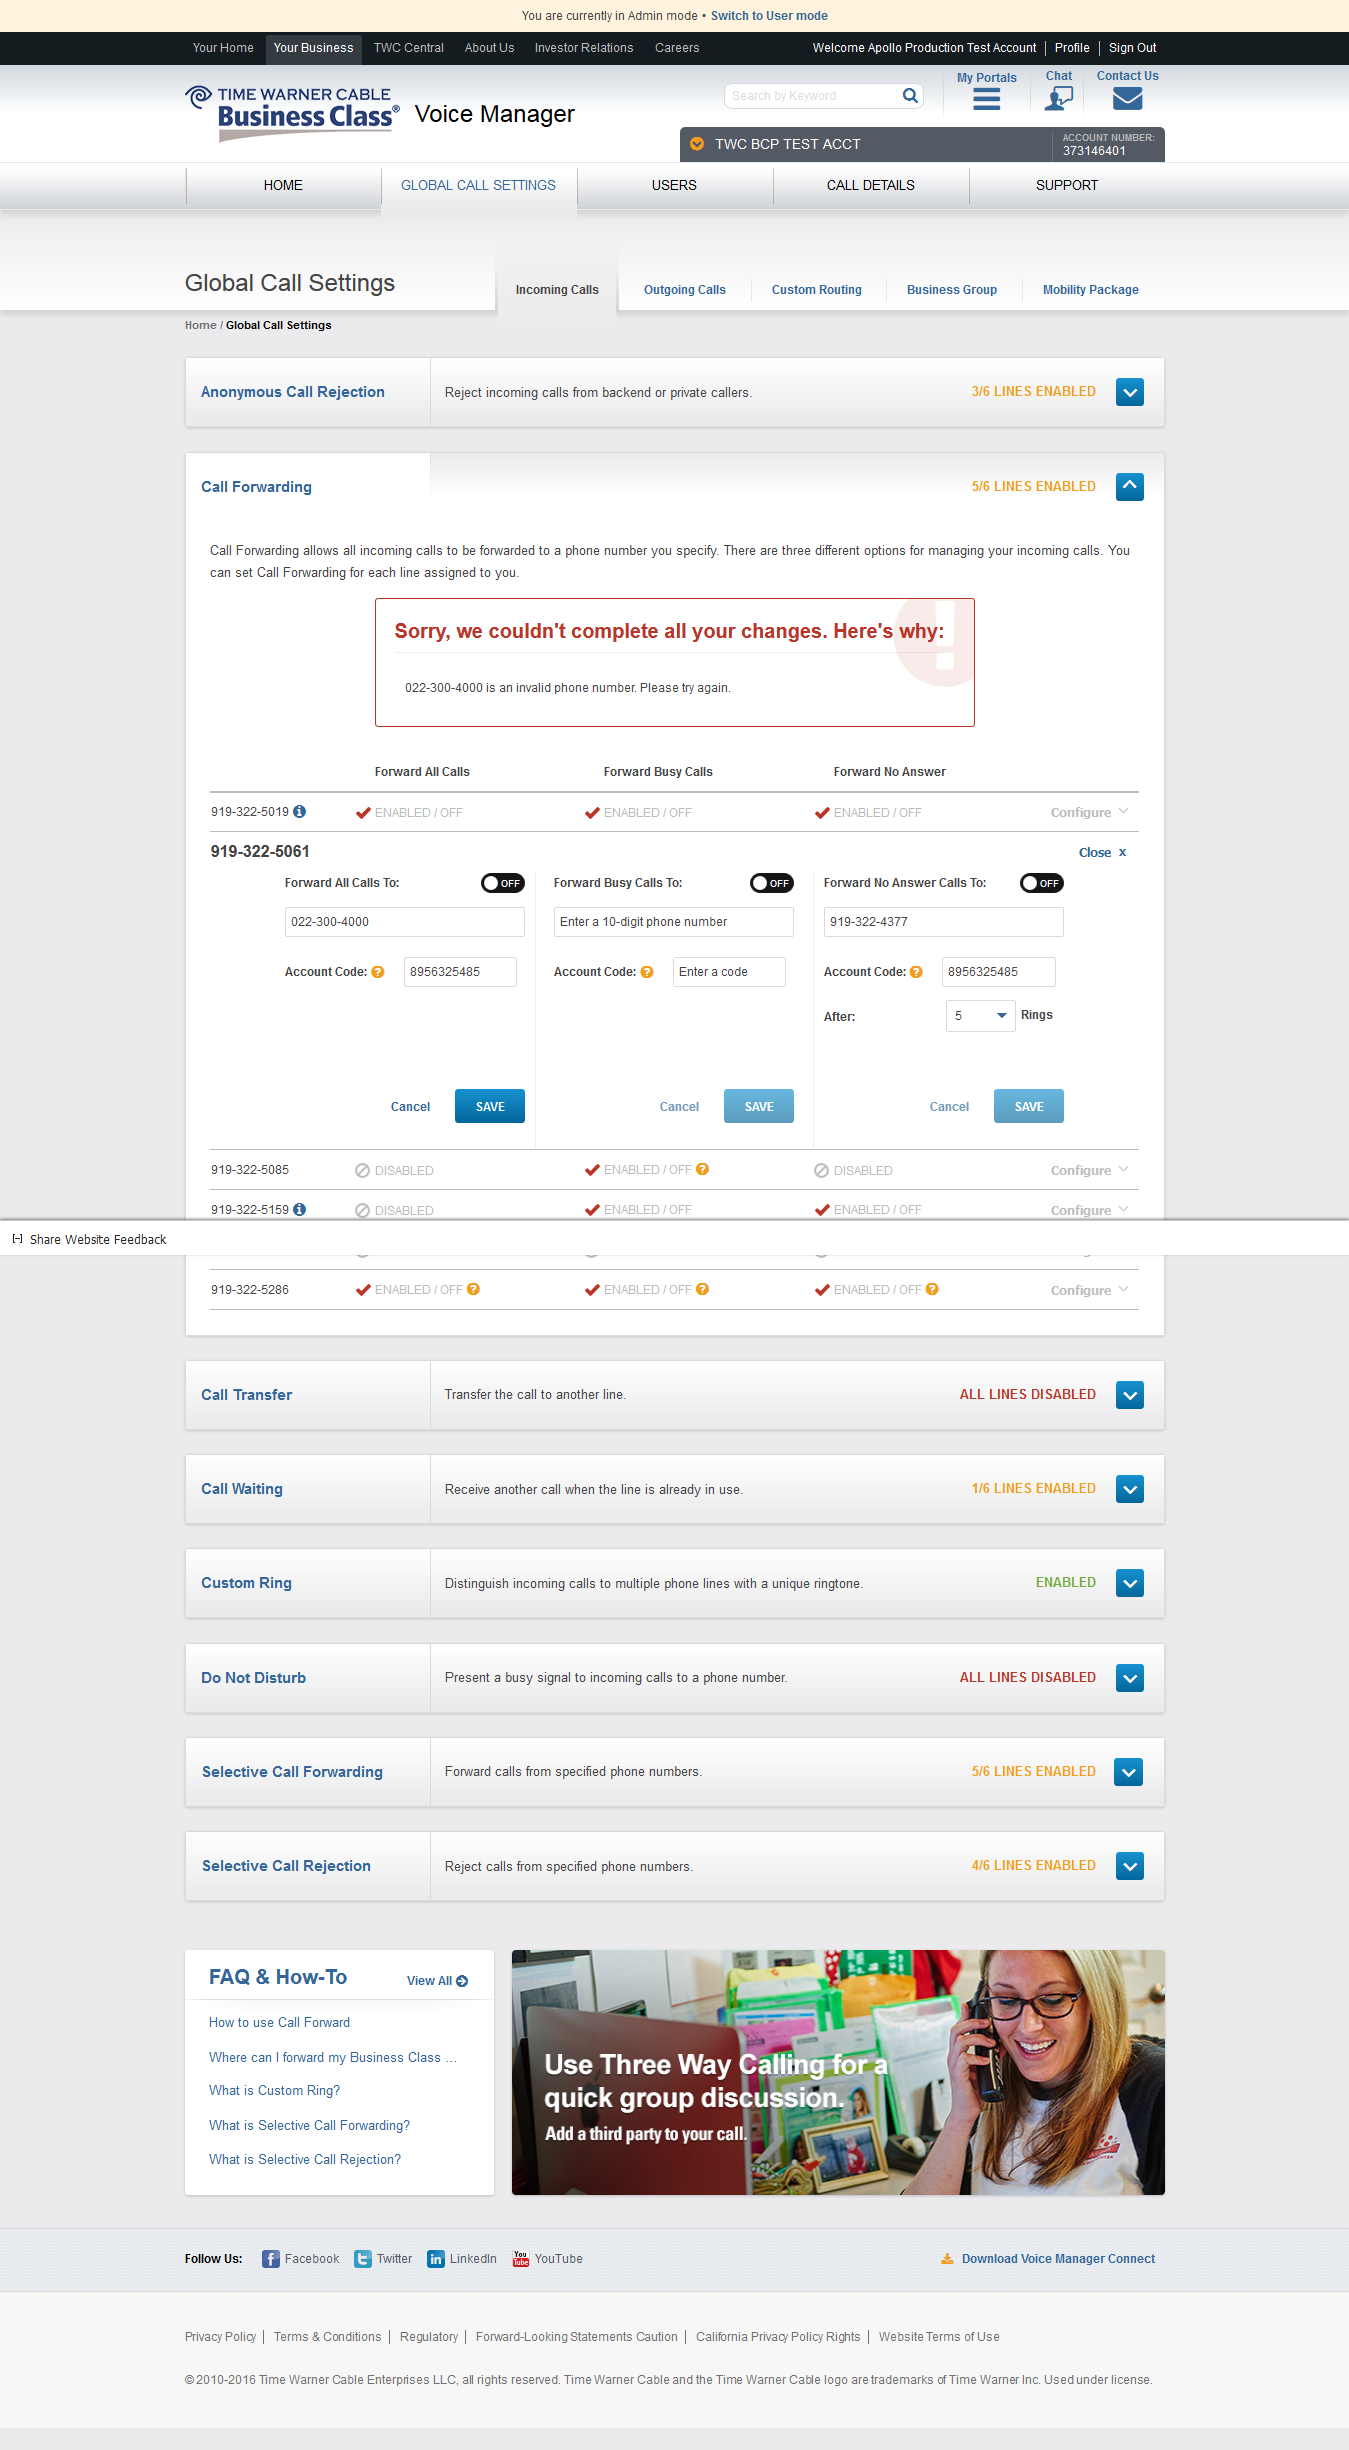 You are currently in Admin mode • Switch to User mode
Your Home Your Business TWC Central About Us Investor Relations Careers Welcome Apollo Production Test Account Profile Sign Out
My Portals Chat Contact Us
TIME WARNER CABLE
Business Class® Voice Manager
Search by Keyword
TWC BCP TEST ACCT
ACCOUNT NUMBER:
373146401
HOME GLOBAL CALL SETTINGS USERS CALL DETAILS SUPPORT
Global Call Settings
Incoming Calls Outgoing Calls Custom Routing Business Group Mobility Package
Home / Global Call Settings
Anonymous Call Rejection Reject incoming calls from backend or private callers. 3/6 LINES ENABLED
Call Forwarding 5/6 LINES ENABLED
Call Forwarding allows all incoming calls to be forwarded to a phone number you specify. There are three different options for managing your incoming calls. You
can set Call Forwarding for each line assigned to you.
Sorry, we couldn't complete all your changes. Here's why:
022-300-4000 is an invalid phone number. Please try again.
Forward All Calls Forward Busy Calls Forward No Answer
919-322-5019 ENABLED / OFF ENABLED / OFF ENABLED / OFF Configure
919-322-5061 Close x
Forward All Calls To: OFF Forward Busy Calls To: OFF Forward No Answer Calls To: OFF
022-300-4000 Enter a 10-digit phone number 919-322-4377
Account Code: 8956325485 Account Code: Enter a code Account Code: 8956325485
After: 5 Rings
Cancel SAVE Cancel SAVE Cancel SAVE
919-322-5085 DISABLED ENABLED / OFF DISABLED Configure
919-322-5159 DISABLED ENABLED / OFF ENABLED / OFF Configure
[-] Share Website Feedback
919-322-5286 ENABLED / OFF ENABLED / OFF ENABLED / OFF Configure
Call Transfer Transfer the call to another line. ALL LINES DISABLED
Call Waiting Receive another call when the line is already in use. 1/6 LINES ENABLED
Custom Ring Distinguish incoming calls to multiple phone lines with a unique ringtone. ENABLED
Do Not Disturb Present a busy signal to incoming calls to a phone number. ALL LINES DISABLED
Selective Call Forwarding Forward calls from specified phone numbers. 5/6 LINES ENABLED
Selective Call Rejection Reject calls from specified phone numbers. 4/6 LINES ENABLED
FAQ & How-To View All
How to use Call Forward
Where can I forward my Business Class ...
What is Custom Ring?
What is Selective Call Forwarding?
What is Selective Call Rejection?
Use Three Way Calling for a
quick group discussion.
Add a third party to your call.
Follow Us: Facebook Twitter LinkedIn YouTube Download Voice Manager Connect
Privacy Policy Terms & Conditions Regulatory Forward-Looking Statements Caution California Privacy Policy Rights Website Terms of Use
© 2010-2016 Time Warner Cable Enterprises LLC, all rights reserved. Time Warner Cable and the Time Warner Cable logo are trademarks of Time Warner Inc. Used under license.